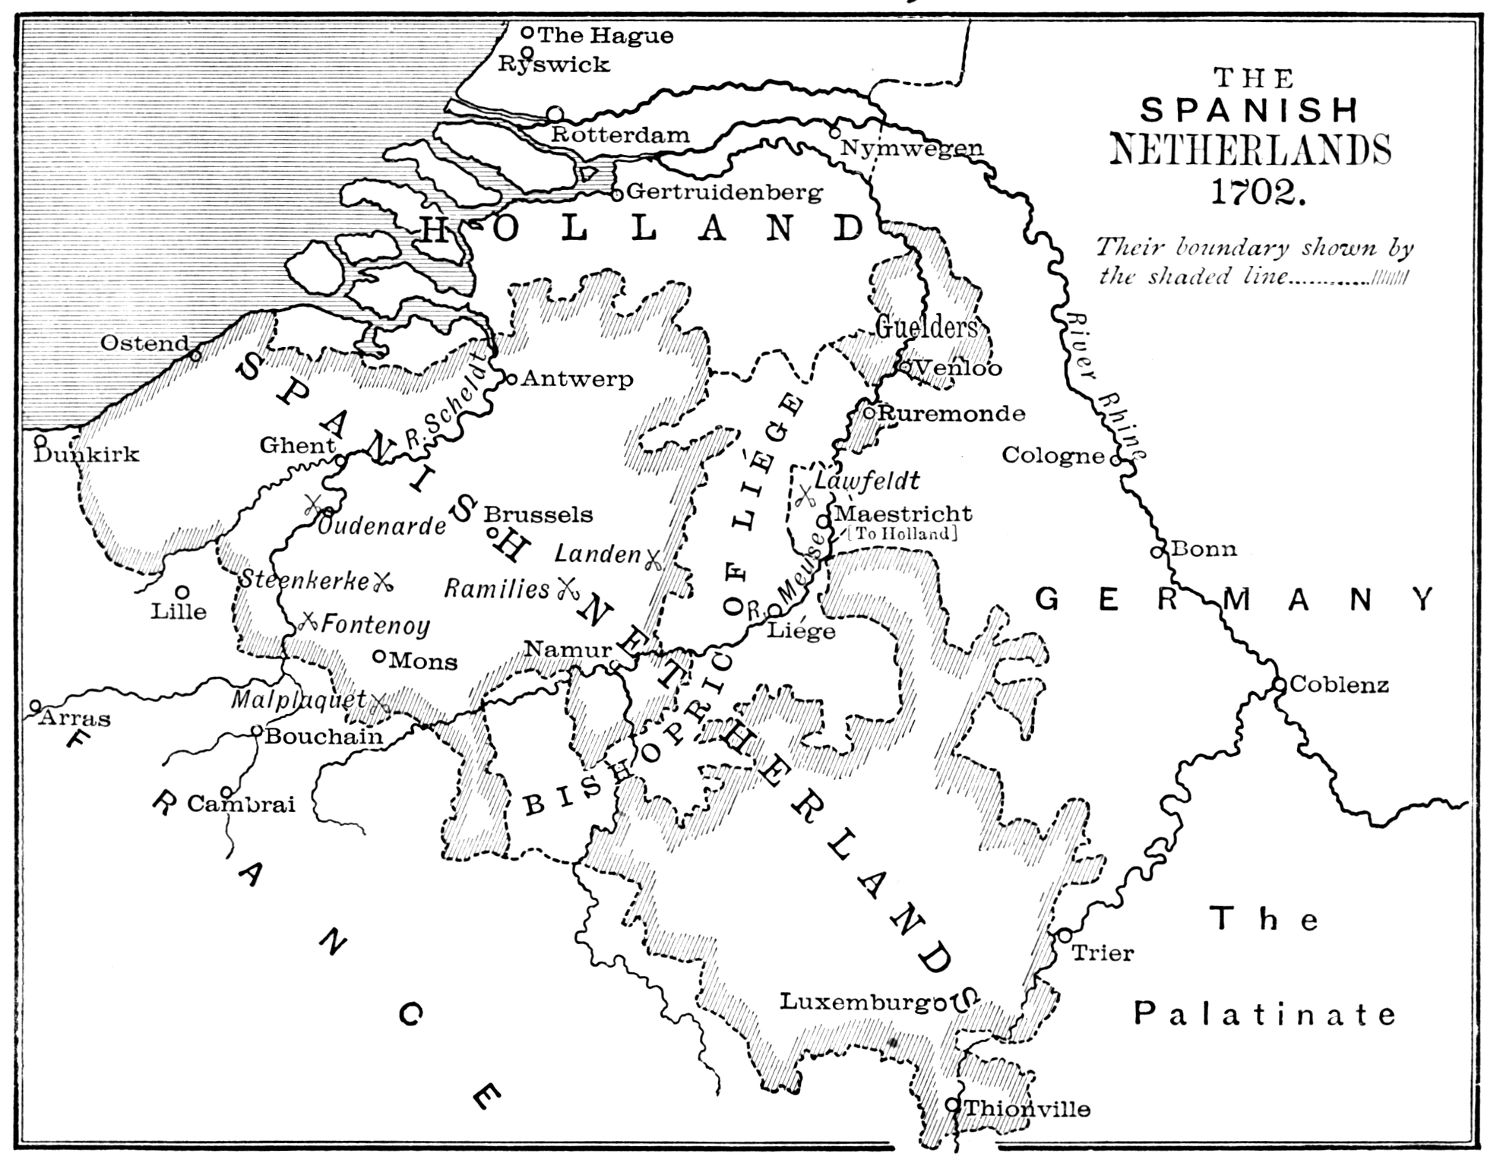 The Hague
Ryswick
THE
SPANISH
NETHERLANDS
1702.
Rotterdam
Nymwegen
Gertruidenberg
HOLLAND
Their boundary shown by
the shaded line
Ostend
Guelders
River Rhine
Venloo
Antwerp
R. Scheldt
Ruremonde
Dunkirk
Ghent
Cologne
Lawfeldt
Oudenarde
Brussels
Maestricht
[To Holland]
Landen
Bonn
Steenkerke
Ramilies
R. Meuse
GERMANY
Lille
Fontenoy
Liége
Mons
Namur
Coblenz
Malplaquet
Arras
Bouchain
Cambrai
SPANISH NETHERLANDS
BISHOPRIC OF LIÉGE
FRANCE
The
Palatinate
Trier
Luxemburg
Thionville